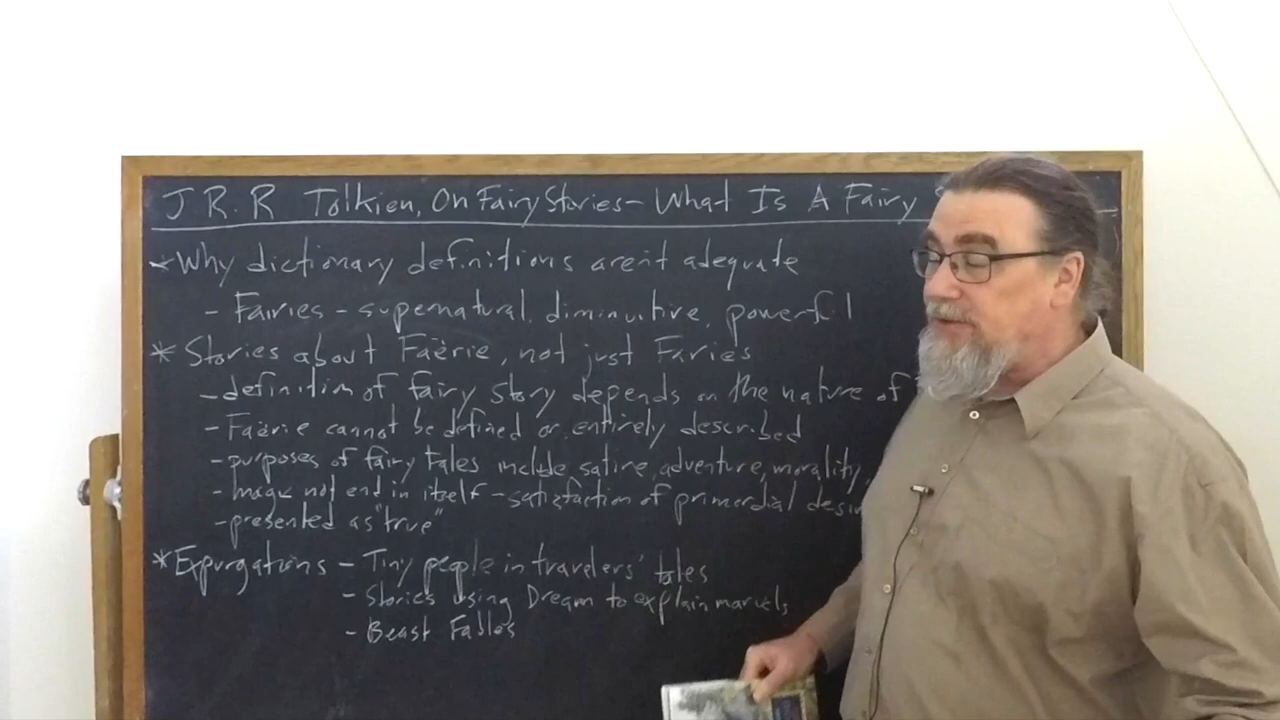 J R. R Tolkien, On Fairy Stories - What Is A Fairy
* Why dictionary definitions aren't adequate
- Fairies - supernatural, diminuitive, powerful
* Stories about Faërie, not just Faries
- definition of fairy story depends on the nature of
- Faërie cannot be defined or entirely described
- purposes of fairy tales include satire, adventure, morality,
- magic not end in itself - satisfaction of primordial
- presented as "true"
* Expurgations - Tiny people in travelers' tales
- Stories using Dream to explain marvels
- Beast Fables